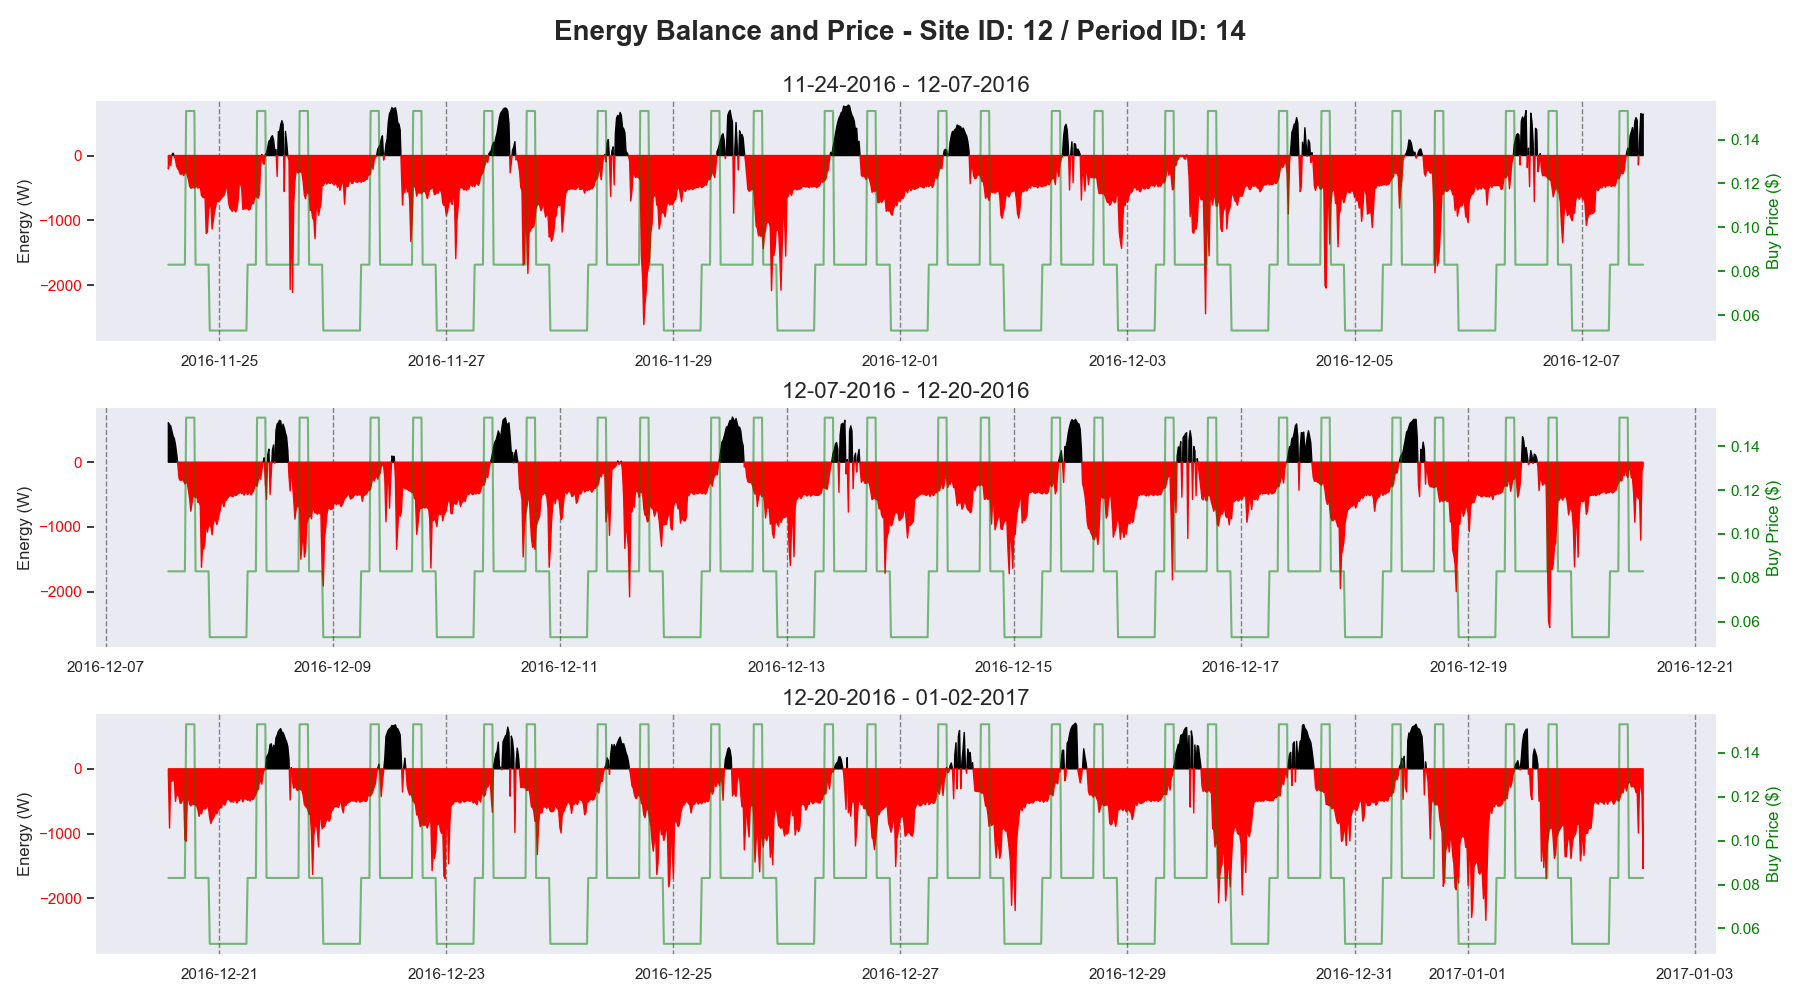 Energy Balance and Price - Site ID: 12 / Period ID: 14
11-24-2016 - 12-07-2016
Energy (W)
0
−1000
−2000
0.14
0.12
0.10
0.08
0.06
Buy Price ($)
2016-11-25 2016-11-27 2016-11-29 2016-12-01 2016-12-03 2016-12-05 2016-12-07
12-07-2016 - 12-20-2016
Energy (W)
0
−1000
−2000
0.14
0.12
0.10
0.08
0.06
Buy Price ($)
2016-12-07 2016-12-09 2016-12-11 2016-12-13 2016-12-15 2016-12-17 2016-12-19 2016-12-21
12-20-2016 - 01-02-2017
Energy (W)
0
−1000
−2000
0.14
0.12
0.10
0.08
0.06
Buy Price ($)
2016-12-21 2016-12-23 2016-12-25 2016-12-27 2016-12-29 2016-12-31 2017-01-01 2017-01-03